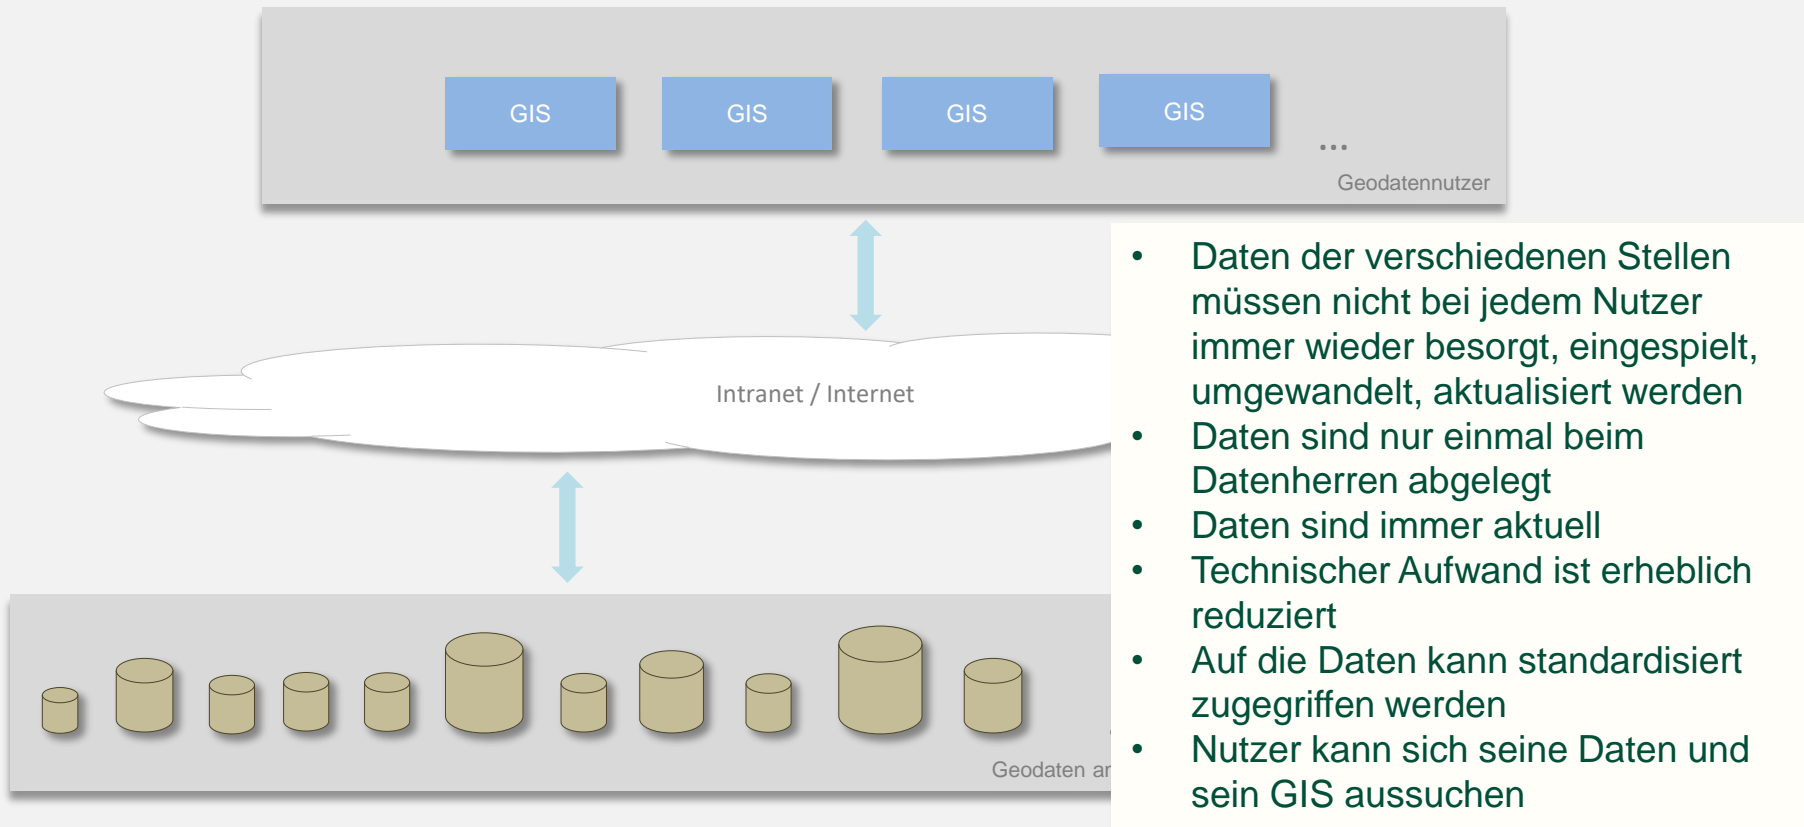 GIS
GIS
GIS
GIS
...
Geodatennutzer
Intranet / Internet
Geodaten
• Daten der verschiedenen Stellen
müssen nicht bei jedem Nutzer
immer wieder besorgt, eingespielt,
umgewandelt, aktualisiert werden
• Daten sind nur einmal beim
Datenherren abgelegt
• Daten sind immer aktuell
• Technischer Aufwand ist erheblich
reduziert
• Auf die Daten kann standardisiert
zugegriffen werden
• Nutzer kann sich seine Daten und
sein GIS aussuchen